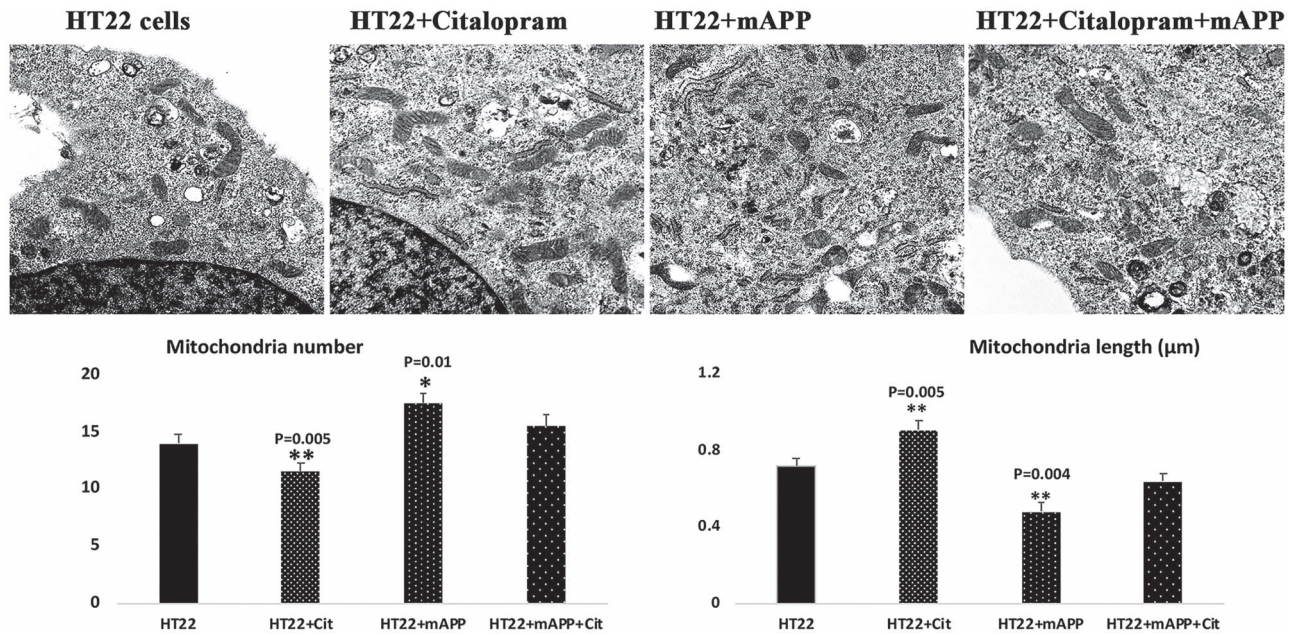 HT22 cells
HT22+Citalopram
HT22+mAPP
HT22+Citalopram+mAPP
Mitochondria number
20
15
10
5
0
P=0.005
**
P=0.01
*
HT22
HT22+Cit
HT22+mAPP
HT22+mAPP+Cit
Mitochondria length (µm)
1.2
0.8
0.4
0
P=0.005
**
P=0.004
**
HT22
HT22+Cit
HT22+mAPP
HT22+mAPP+Cit